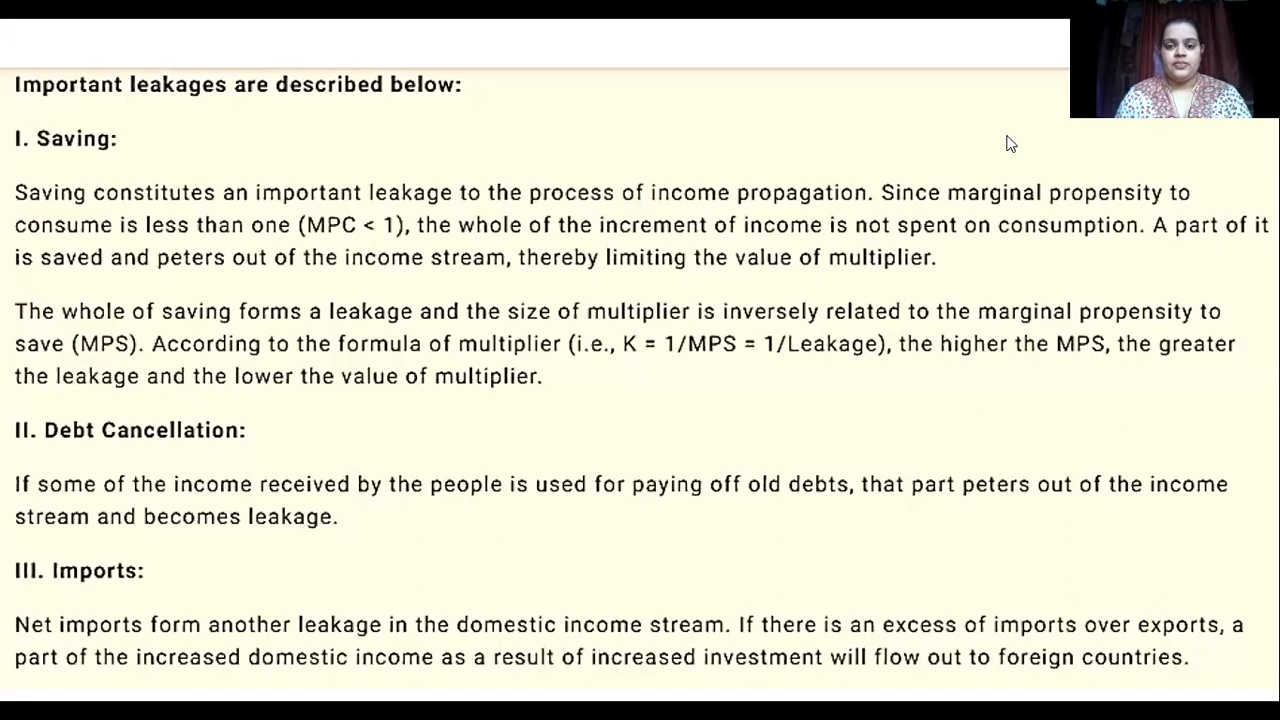 Important leakages are described below:
I. Saving:
Saving constitutes an important leakage to the process of income propagation. Since marginal propensity to
consume is less than one (MPC < 1), the whole of the increment of income is not spent on consumption. A part of it
is saved and peters out of the income stream, thereby limiting the value of multiplier.
The whole of saving forms a leakage and the size of multiplier is inversely related to the marginal propensity to
save (MPS). According to the formula of multiplier (i.e., K = 1/MPS = 1/Leakage), the higher the MPS, the greater
the leakage and the lower the value of multiplier.
II. Debt Cancellation:
If some of the income received by the people is used for paying off old debts, that part peters out of the income
stream and becomes leakage.
III. Imports:
Net imports form another leakage in the domestic income stream. If there is an excess of imports over exports, a
part of the increased domestic income as a result of increased investment will flow out to foreign countries.